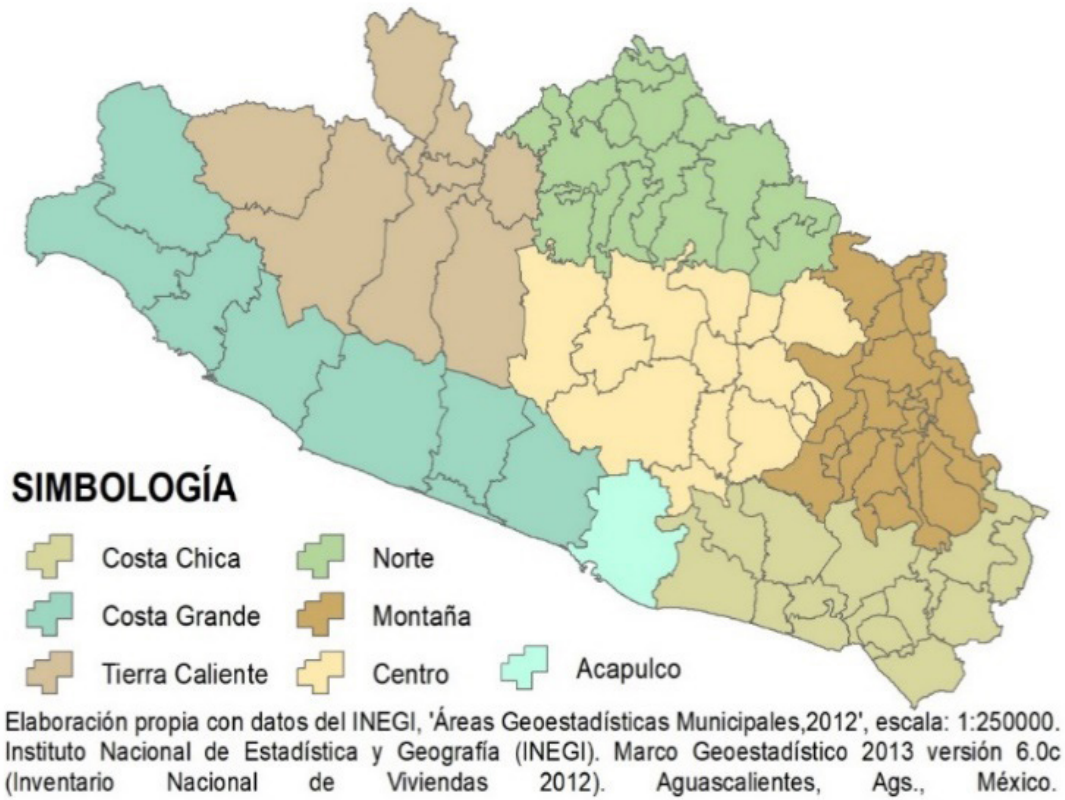 SIMBOLOGÍA
Costa Chica
Norte
Costa Grande
Montaña
Tierra Caliente
Centro
Acapulco
Elaboración propia con datos del INEGI, 'Áreas Geoestadísticas Municipales,2012', escala: 1:250000.
Instituto Nacional de Estadística y Geografía (INEGI). Marco Geoestadístico 2013 versión 6.0c
(Inventario Nacional de Viviendas 2012). Aguascalientes, Ags., México.